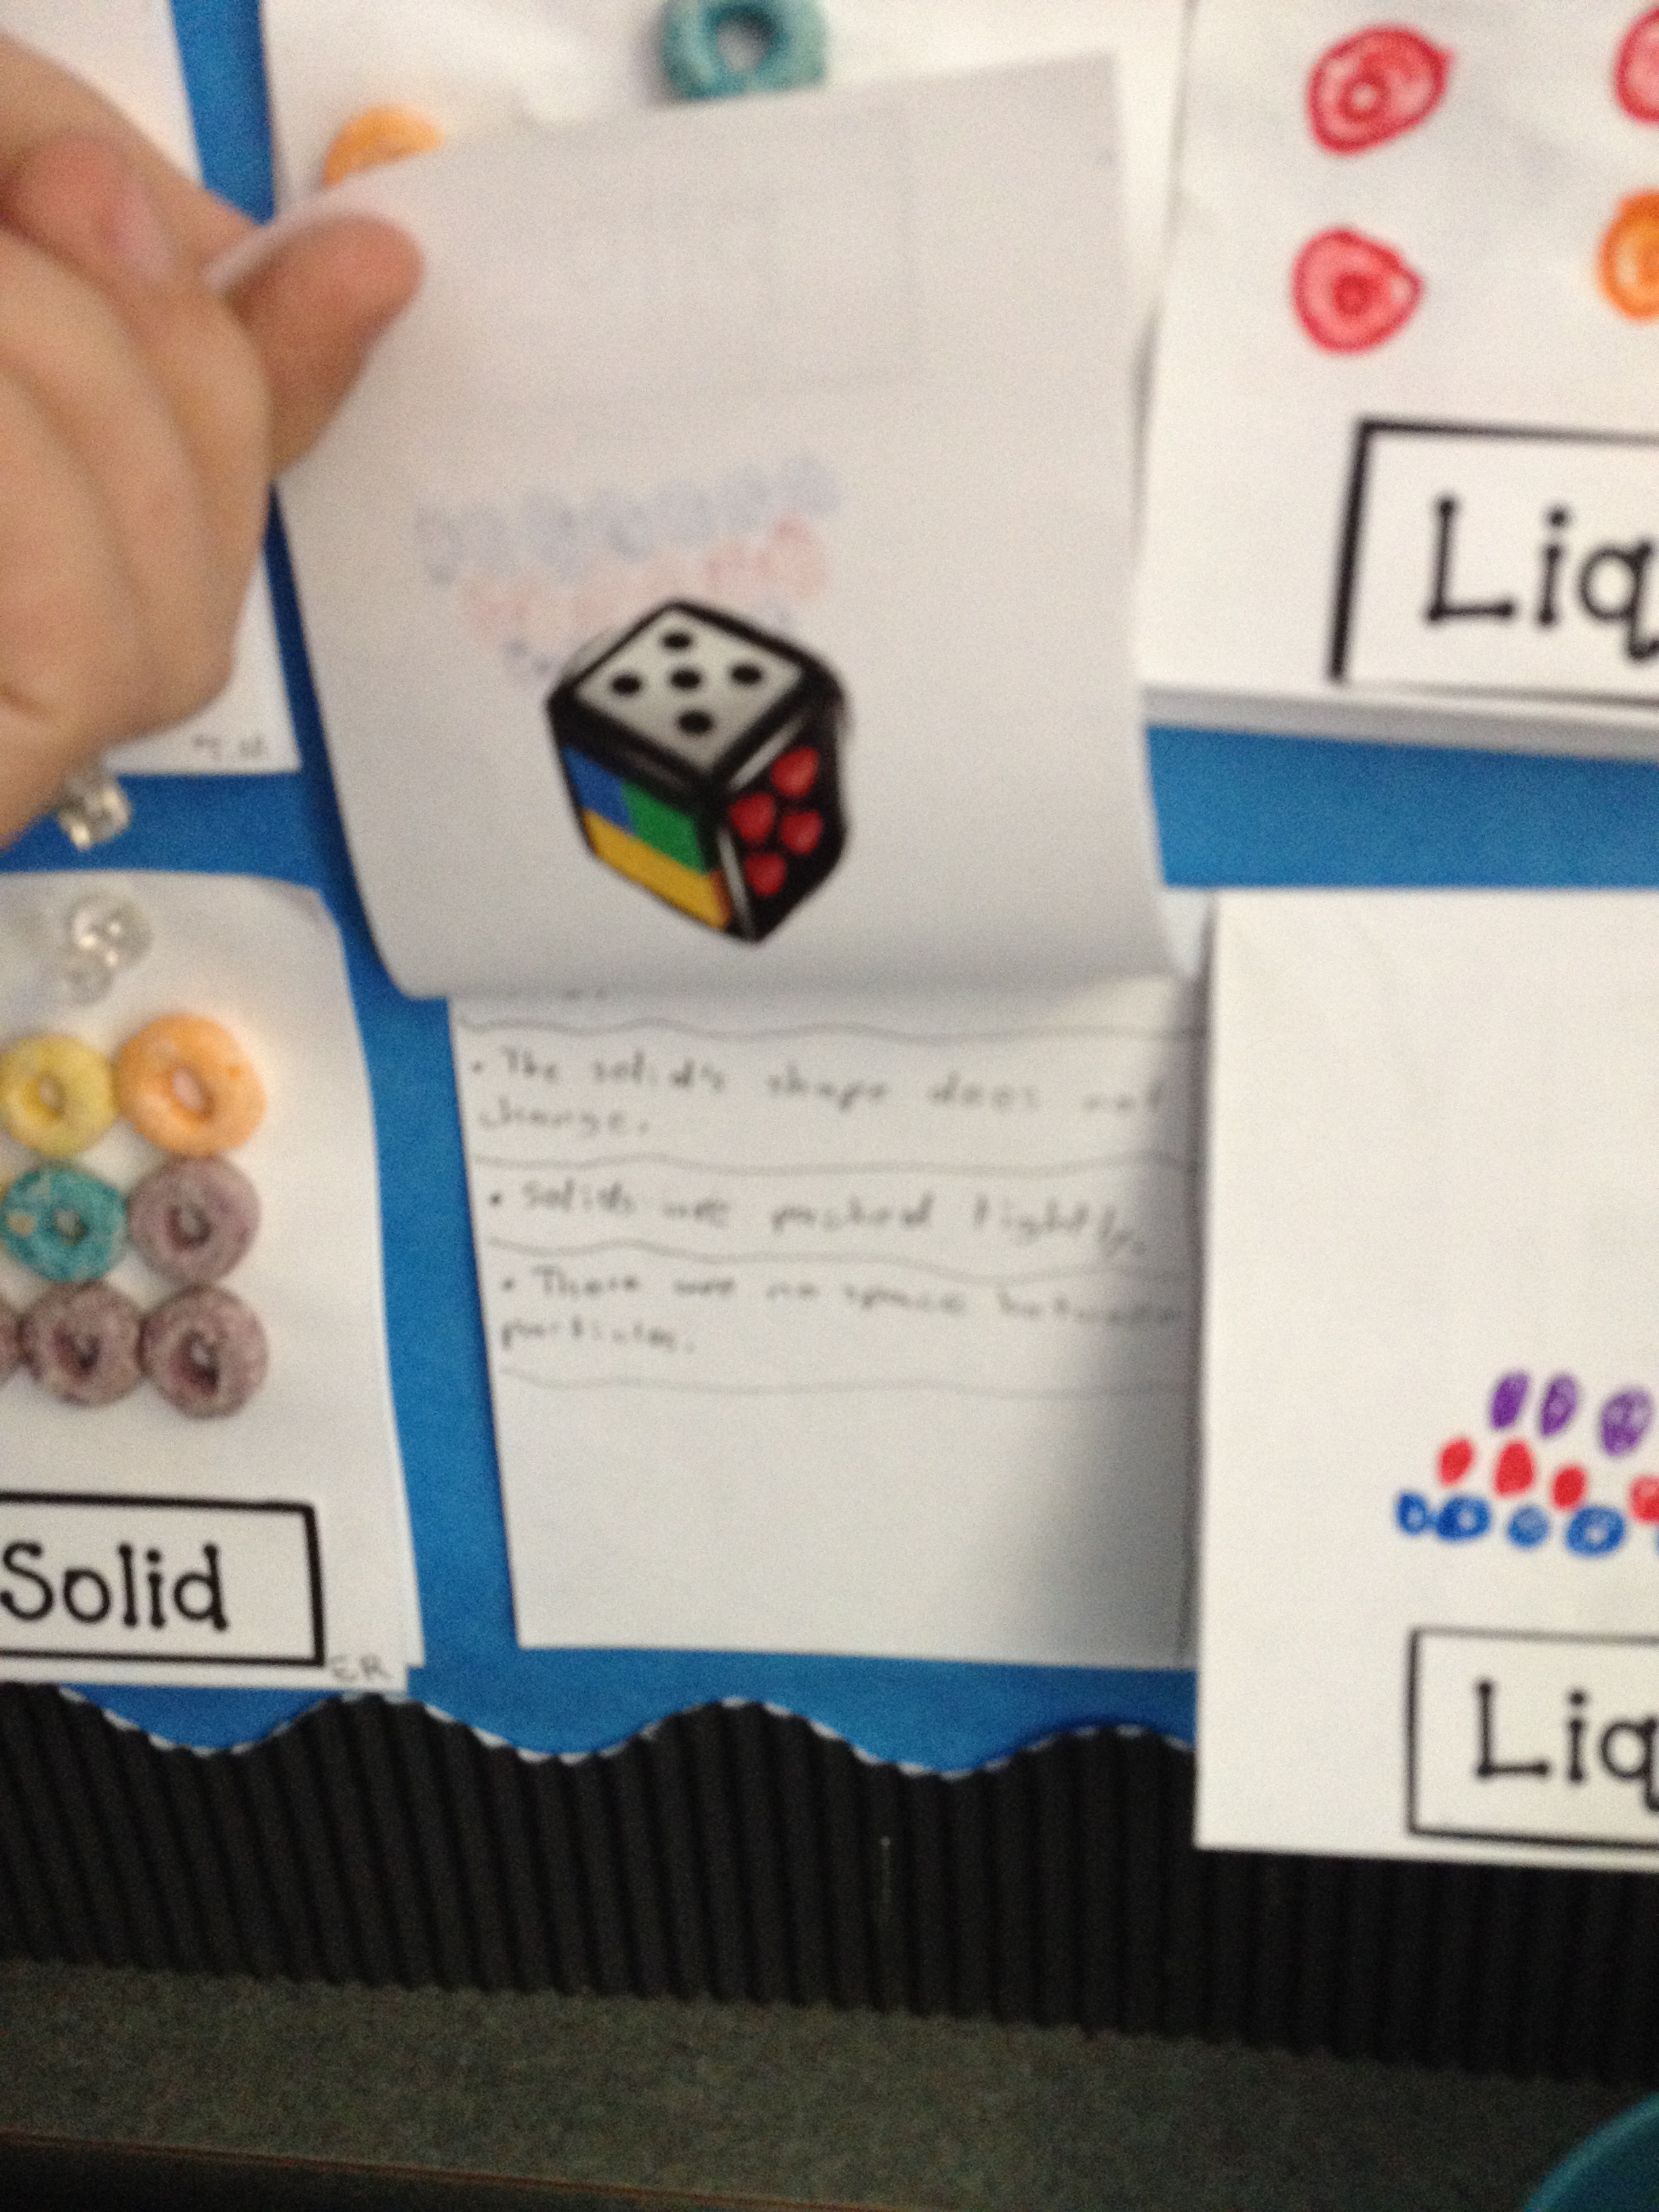 Liq
T.W.
• The solid's shape does not
change.
• Solids are packed tightly.
• There are no space between
particles.
Solid
ER
Liq